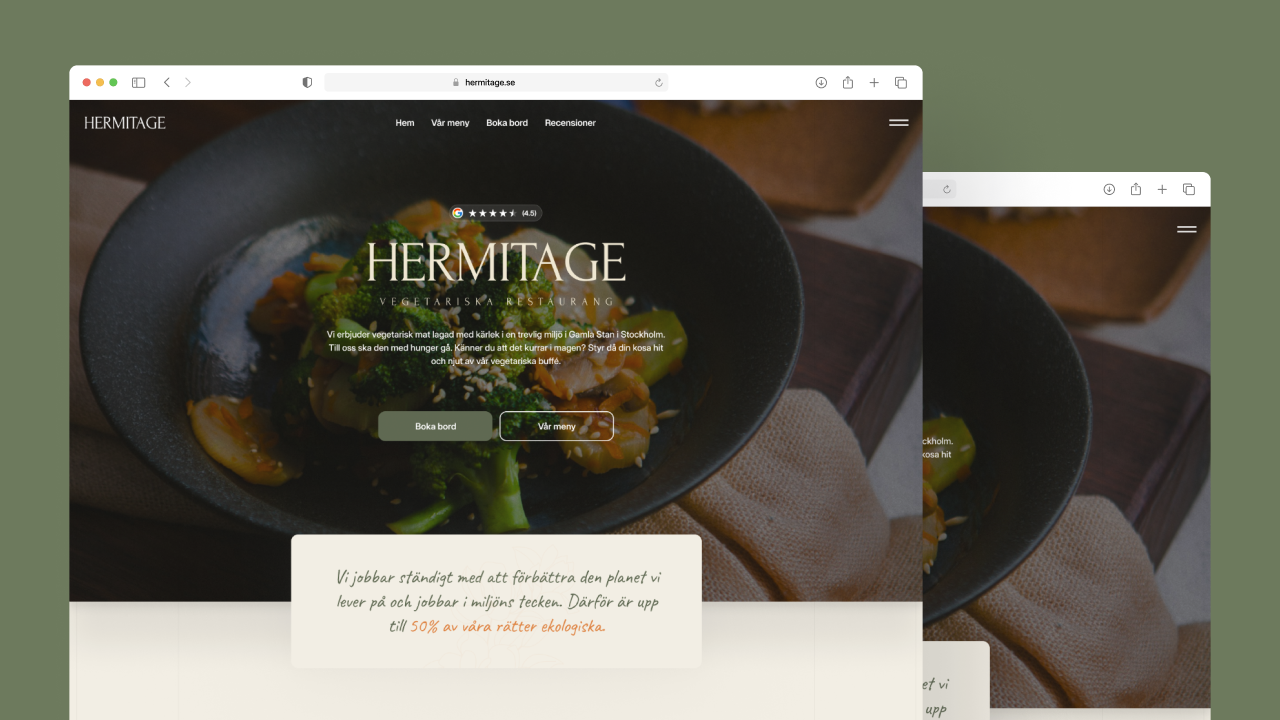 hermitage.se
HERMITAGE
Hem Vår meny Boka bord Recensioner
(4.5)
HERMITAGE
VEGETARISKA RESTAURANG
Vi erbjuder vegetarisk mat lagad med kärlek i en trevlig miljö i Gamla Stan i Stockholm.
Till oss ska den med hunger gå. Känner du att det kurrar i magen? Styr då din kosa hit
och njut av vår vegetariska buffé.
Boka bord Vår meny
Vi jobbar ständigt med att förbättra den planet vi
lever på och jobbar i miljöns tecken. Därför är upp
till 50% av våra rätter ekologiska.
ckholm.
kosa hit
et vi
upp